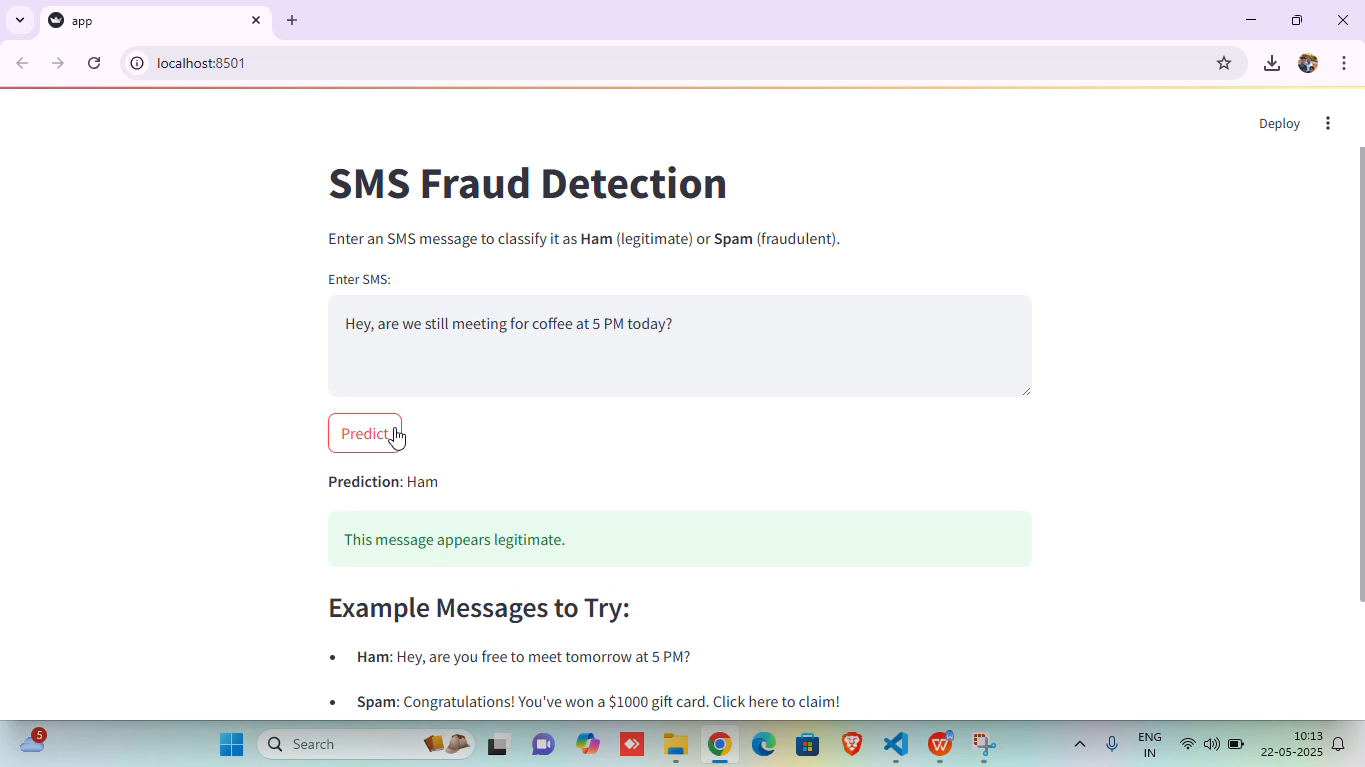 app
localhost:8501
Deploy
SMS Fraud Detection
Enter an SMS message to classify it as Ham (legitimate) or Spam (fraudulent).
Enter SMS:
Hey, are we still meeting for coffee at 5 PM today?
Predict
Prediction: Ham
This message appears legitimate.
Example Messages to Try:
Ham: Hey, are you free to meet tomorrow at 5 PM?
Spam: Congratulations! You've won a $1000 gift card. Click here to claim!
5
Search
ENG
IN
10:13
22-05-2025